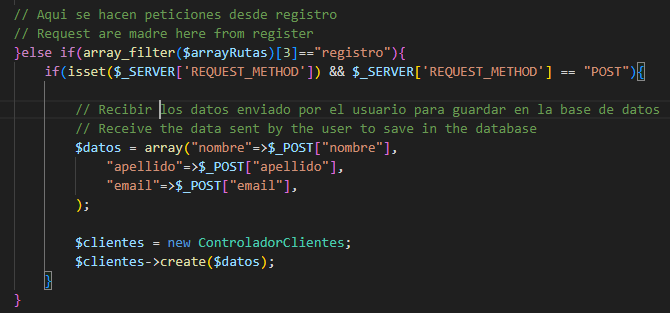 // Aqui se hacen peticiones desde registro
// Request are madre here from register
}else if(array_filter($arrayRutas)[3]=="registro"){
if(isset($_SERVER['REQUEST_METHOD']) && $_SERVER['REQUEST_METHOD'] == "POST"){
// Recibir los datos enviado por el usuario para guardar en la base de datos
// Receive the data sent by the user to save in the database
$datos = array("nombre"=>$_POST["nombre"],
"apellido"=>$_POST["apellido"],
"email"=>$_POST["email"],
);
$clientes = new ControladorClientes;
$clientes->create($datos);
}
}